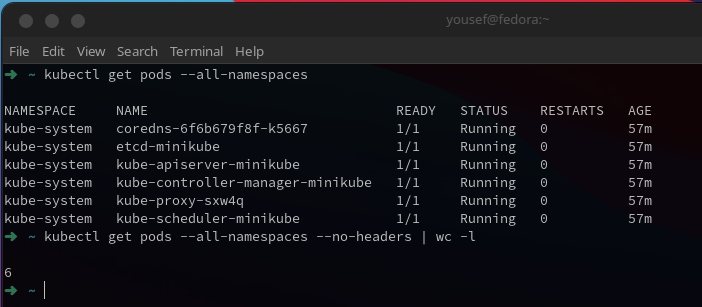 yousef@fedora:~
File Edit View Search Terminal Help
➜ ~ kubectl get pods --all-namespaces
NAMESPACE NAME READY STATUS RESTARTS AGE
kube-system coredns-6f6b679f8f-k5667 1/1 Running 0 57m
kube-system etcd-minikube 1/1 Running 0 57m
kube-system kube-apiserver-minikube 1/1 Running 0 57m
kube-system kube-controller-manager-minikube 1/1 Running 0 57m
kube-system kube-proxy-sxw4q 1/1 Running 0 57m
kube-system kube-scheduler-minikube 1/1 Running 0 57m
➜ ~ kubectl get pods --all-namespaces --no-headers | wc -l
6
➜ ~